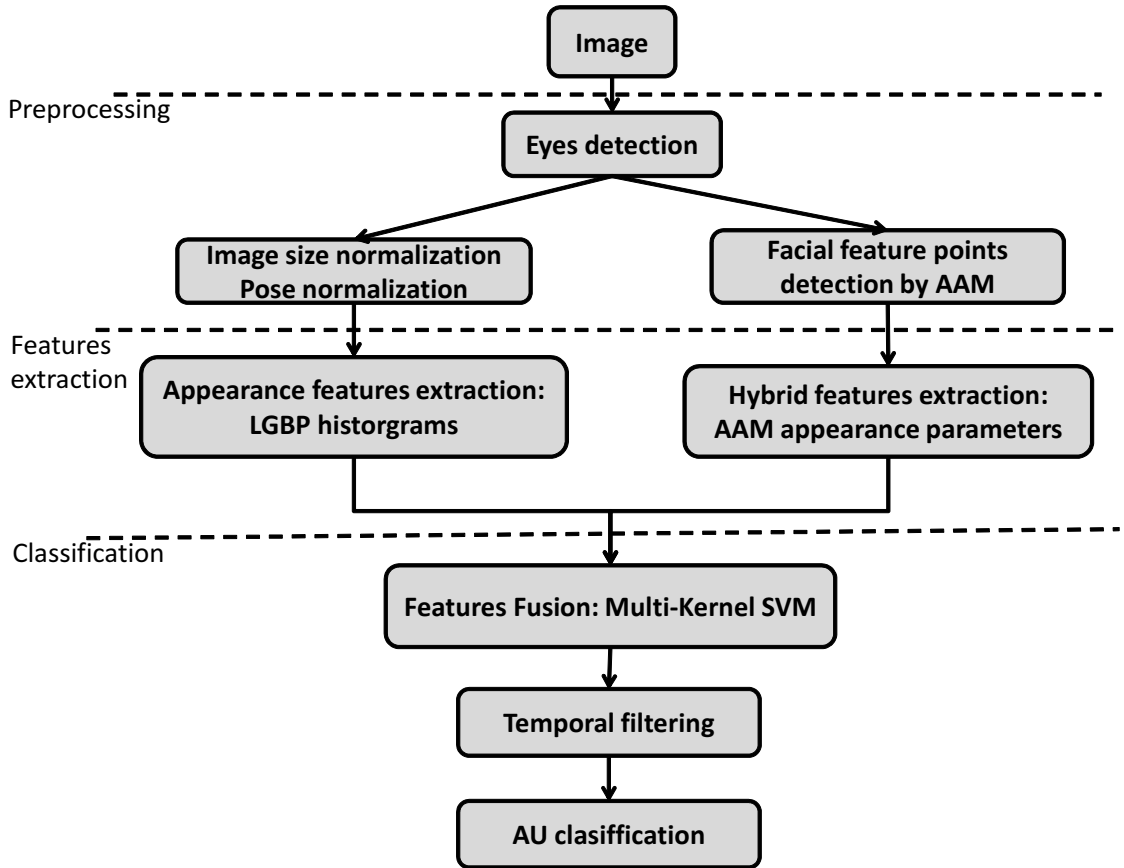 Image
Preprocessing
Eyes detection
Image size normalization
Pose normalization
Facial feature points
detection by AAM
Features
extraction
Appearance features extraction:
LGBP historgrams
Hybrid features extraction:
AAM appearance parameters
Classification
Features Fusion: Multi-Kernel SVM
Temporal filtering
AU clasiffication